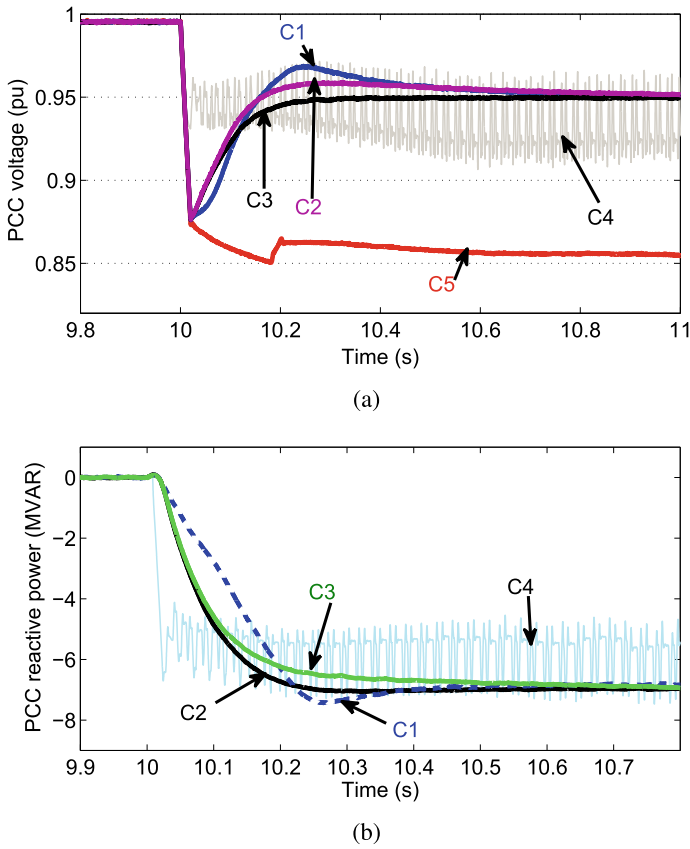 1
0.95
0.9
0.85
PCC voltage (pu)
C1
C3
C2
C4
C5
9.8 10 10.2 10.4 10.6 10.8 11
Time (s)
(a)
0
−2
−4
−6
−8
PCC reactive power (MVAR)
C4
C3
C2
C1
9.9 10 10.1 10.2 10.3 10.4 10.5 10.6 10.7
Time (s)
(b)